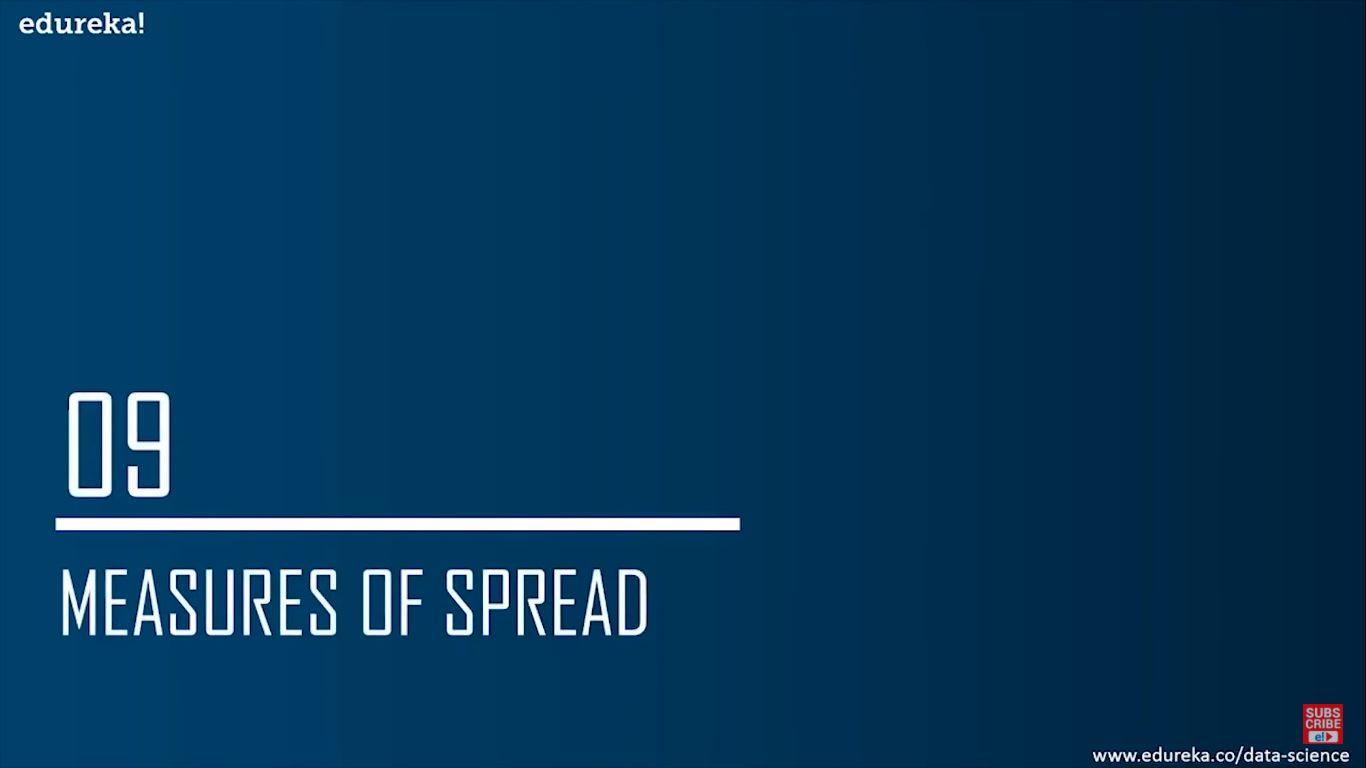 edureka!
09
MEASURES OF SPREAD
SUBS
CRIBE
e!
www.edureka.co/data-science